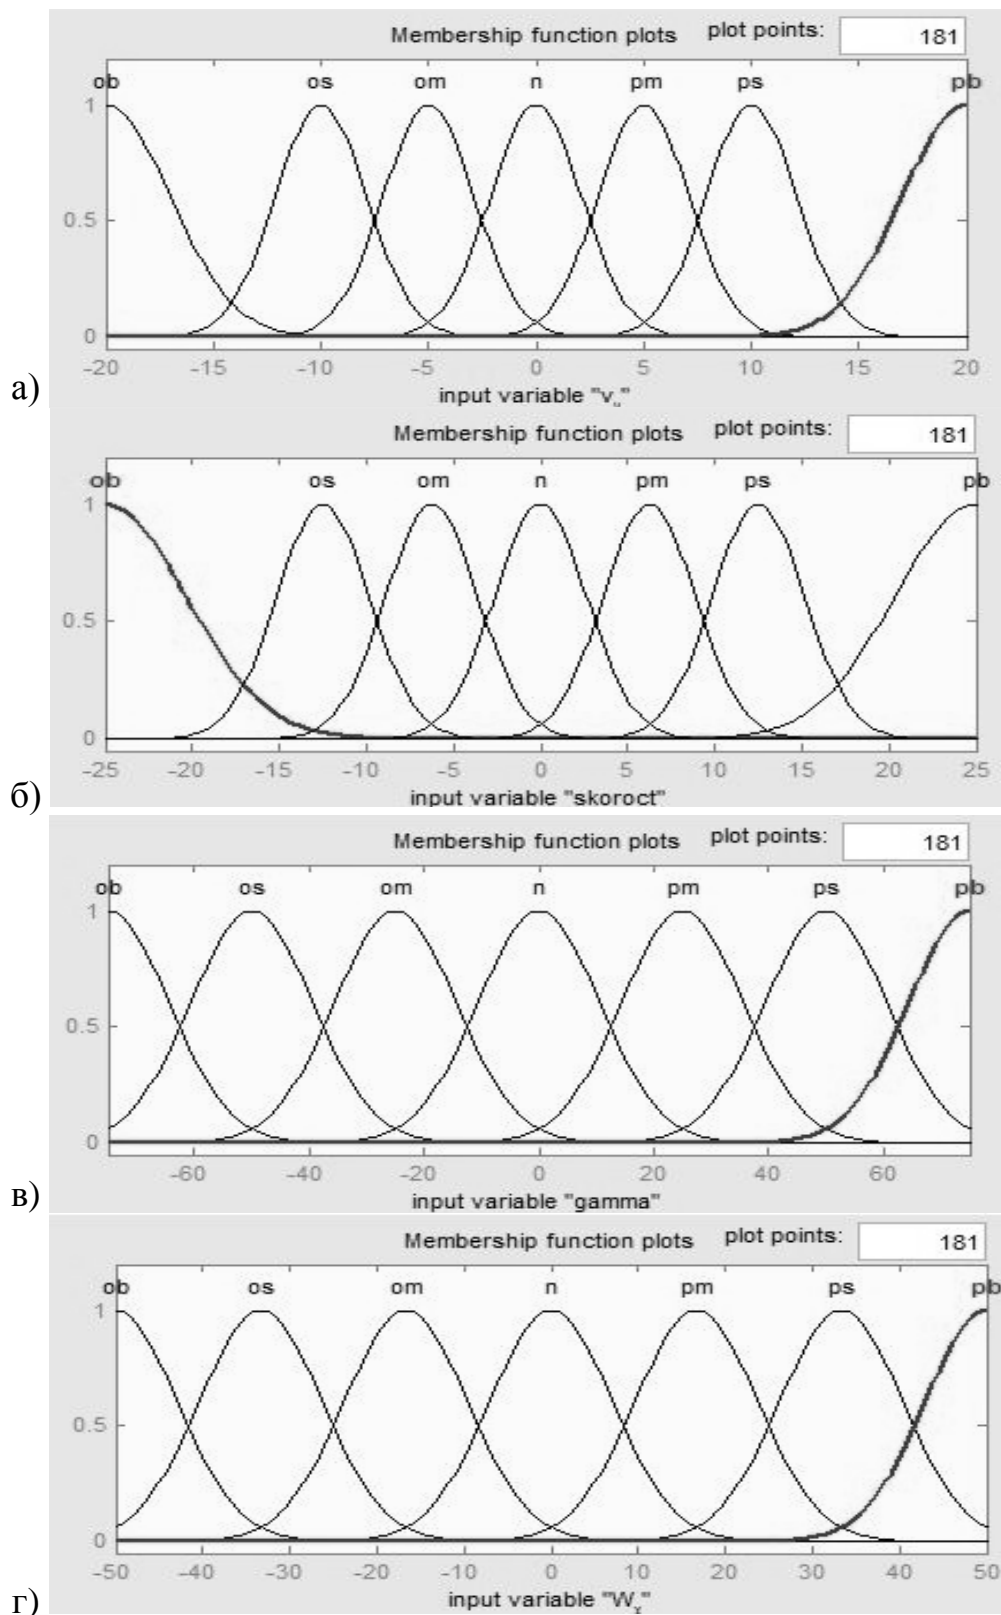 Membership function plots plot points: 181
ob os om n pm ps pb
1
0.5
0
-20 -15 -10 -5 0 5 10 15 20
а) input variable "v
Membership function plots plot points: 181
ob os om n pm ps pb
1
0.5
0
-25 -20 -15 -10 -5 0 5 10 15 20 25
б) input variable "skoroct"
Membership function plots plot points: 181
ob os om n pm ps pb
1
0.5
0
-60 -40 -20 0 20 40 60
в) input variable "gamma"
Membership function plots plot points: 181
ob os om n pm ps pb
1
0.5
0
-50 -40 -30 -20 -10 0 10 20 30 40 50
г) input variable "W